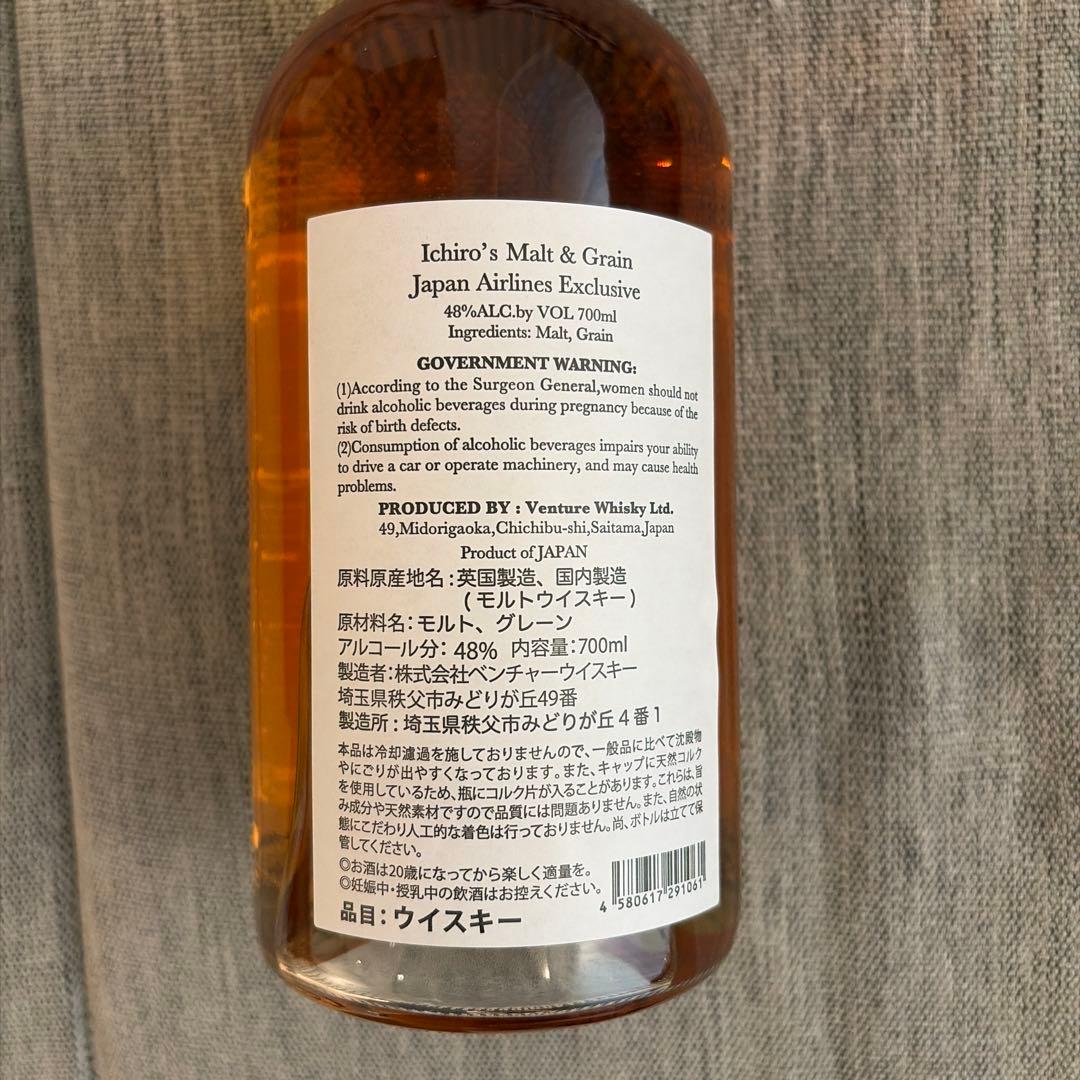 Ichiro's Malt & Grain
Japan Airlines Exclusive
48%ALC.by VOL 700ml
Ingredients: Malt, Grain
GOVERNMENT WARNING:
(1)According to the Surgeon General,women should not
drink alcoholic beverages during pregnancy because of the
risk of birth defects.
(2)Consumption of alcoholic beverages impairs your ability
to drive a car or operate machinery, and may cause health
problems.
PRODUCED BY : Venture Whisky Ltd.
49,Midorigaoka,Chichibu-shi,Saitama,Japan
Product of JAPAN
原料原産地名:英国製造、国内製造
(モルトウイスキー)
原材料名:モルト、グレーン
アルコール分: 48% 内容量:700ml
製造者:株式会社ベンチャーウイスキー
埼玉県秩父市みどりが丘49番
製造所:埼玉県秩父市みどりが丘4番1
本品は冷却濾過を施しておりませんので、一般品に比べて沈殿物
やにごりが出やすくなっております。また、キャップに天然コルク
を使用しているため、瓶にコルク片が入ることがあります。これらは、旨
み成分や天然素材ですので品質には問題ありません。また、自然の状
態にこだわり人工的な着色は行っておりません。尚、ボトルは立てて保
管してください。
◎お酒は20歳になってから楽しく適量を。
◎妊娠中・授乳中の飲酒はお控えください。
4 580617 291061
品目:ウイスキー